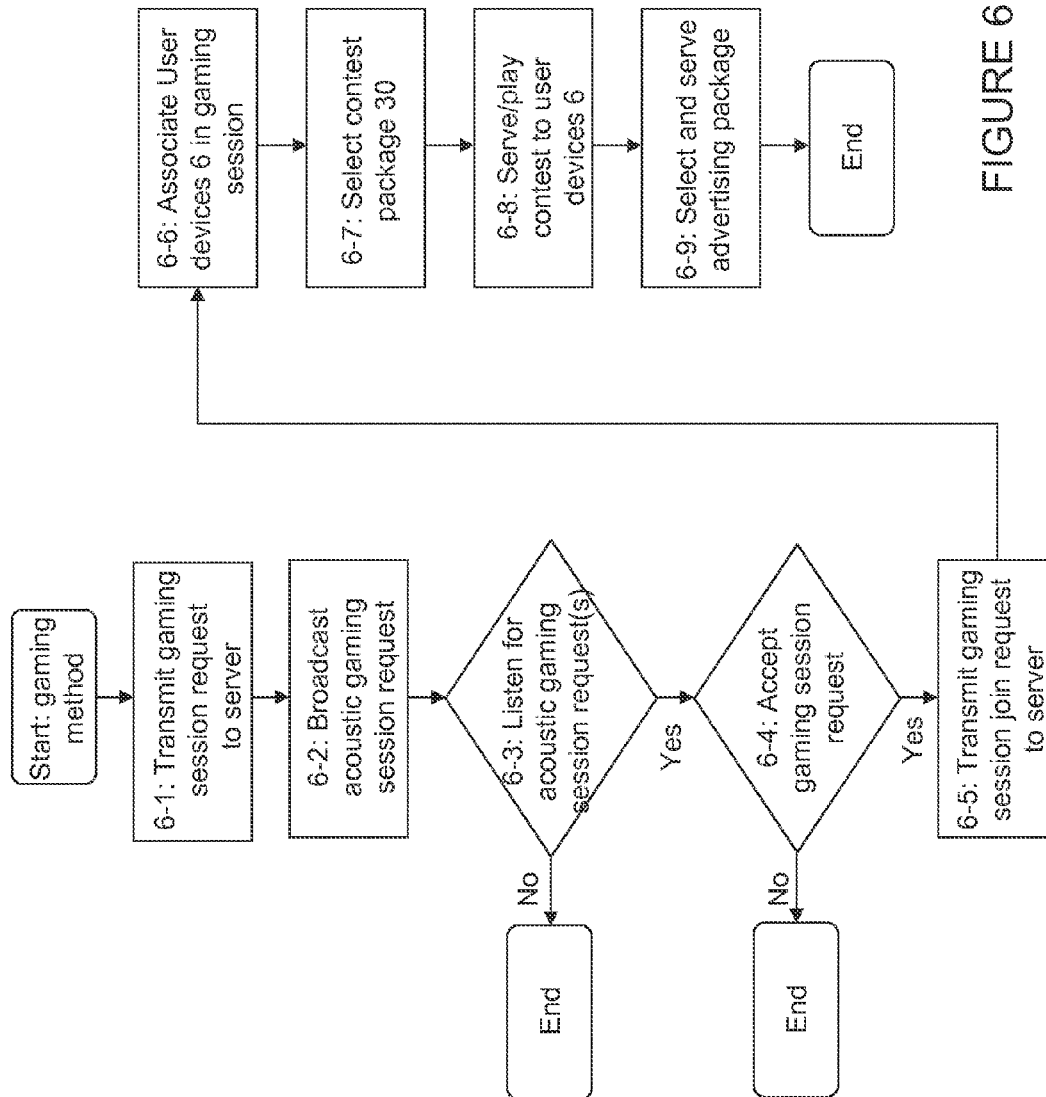 Start: gaming
method
6-1: Transmit gaming
session request
to server
6-2: Broadcast
acoustic gaming
session request
6-3: Listen for
acoustic gaming
session request(s)
No
End
Yes
6-4: Accept
gaming session
request
No
End
Yes
6-5: Transmit gaming
session join request
to server
6-6: Associate User
devices 6 in gaming
session
6-7: Select contest
package 30
6-8: Serve/play
contest to user
devices 6
6-9: Select and serve
advertising package
End
FIGURE 6